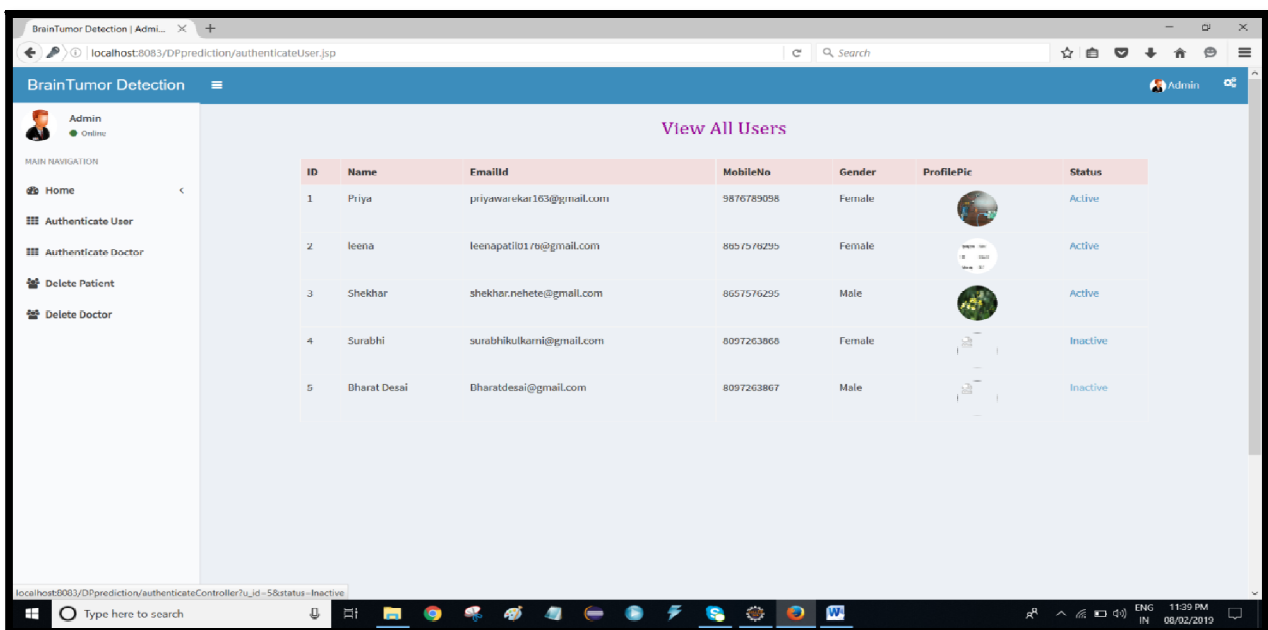 BrainTumor Detection | Admi...
localhost:8083/DPprediction/authenticateUser.jsp
Search
BrainTumor Detection
Admin
Admin
Online
MAIN NAVIGATION
Home
Authenticate User
Authenticate Doctor
Delete Patient
Delete Doctor
View All Users
ID Name EmailId MobileNo Gender ProfilePic Status
1 Priya priyawarekar163@gmail.com 9876789098 Female Active
2 leena leenapatil0176@gmail.com 8657576295 Female Active
3 Shekhar shekhar.nehete@gmail.com 8657576295 Male Active
4 Surabhi surabhikulkarni@gmail.com 8097263868 Female Inactive
5 Bharat Desai Bharatdesai@gmail.com 8097263867 Male Inactive
localhost:8083/DPprediction/authenticateController?u_id=5&status=Inactive
Type here to search
ENG 11:39 PM
IN 08/02/2019